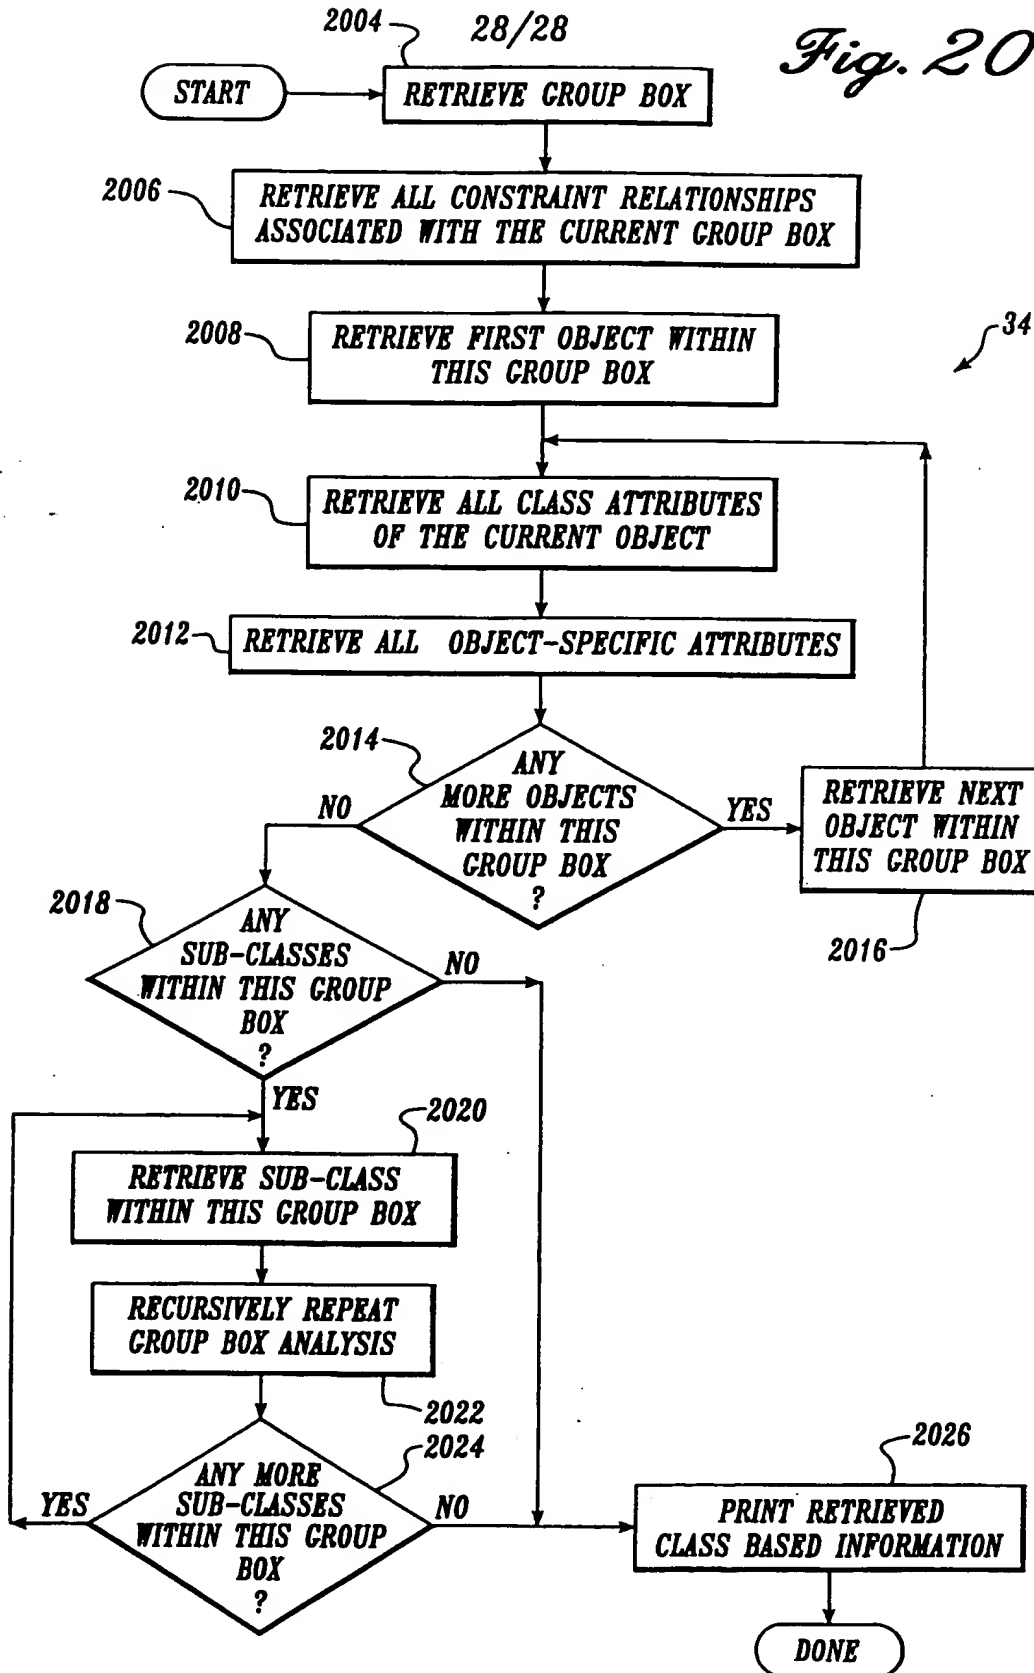 2004
28/28
Fig. 20
START
RETRIEVE GROUP BOX
2006
RETRIEVE ALL CONSTRAINT RELATIONSHIPS
ASSOCIATED WITH THE CURRENT GROUP BOX
34
2008
RETRIEVE FIRST OBJECT WITHIN
THIS GROUP BOX
2010
RETRIEVE ALL CLASS ATTRIBUTES
OF THE CURRENT OBJECT
2012
RETRIEVE ALL OBJECT-SPECIFIC ATTRIBUTES
2014
ANY
MORE OBJECTS
WITHIN THIS
GROUP BOX
?
NO
YES
RETRIEVE NEXT
OBJECT WITHIN
THIS GROUP BOX
2016
2018
ANY
SUB-CLASSES
WITHIN THIS GROUP
BOX
?
NO
YES
2020
RETRIEVE SUB-CLASS
WITHIN THIS GROUP BOX
RECURSIVELY REPEAT
GROUP BOX ANALYSIS
2022
2024
ANY MORE
SUB-CLASSES
WITHIN THIS GROUP
BOX
?
YES
NO
2026
PRINT RETRIEVED
CLASS BASED INFORMATION
DONE